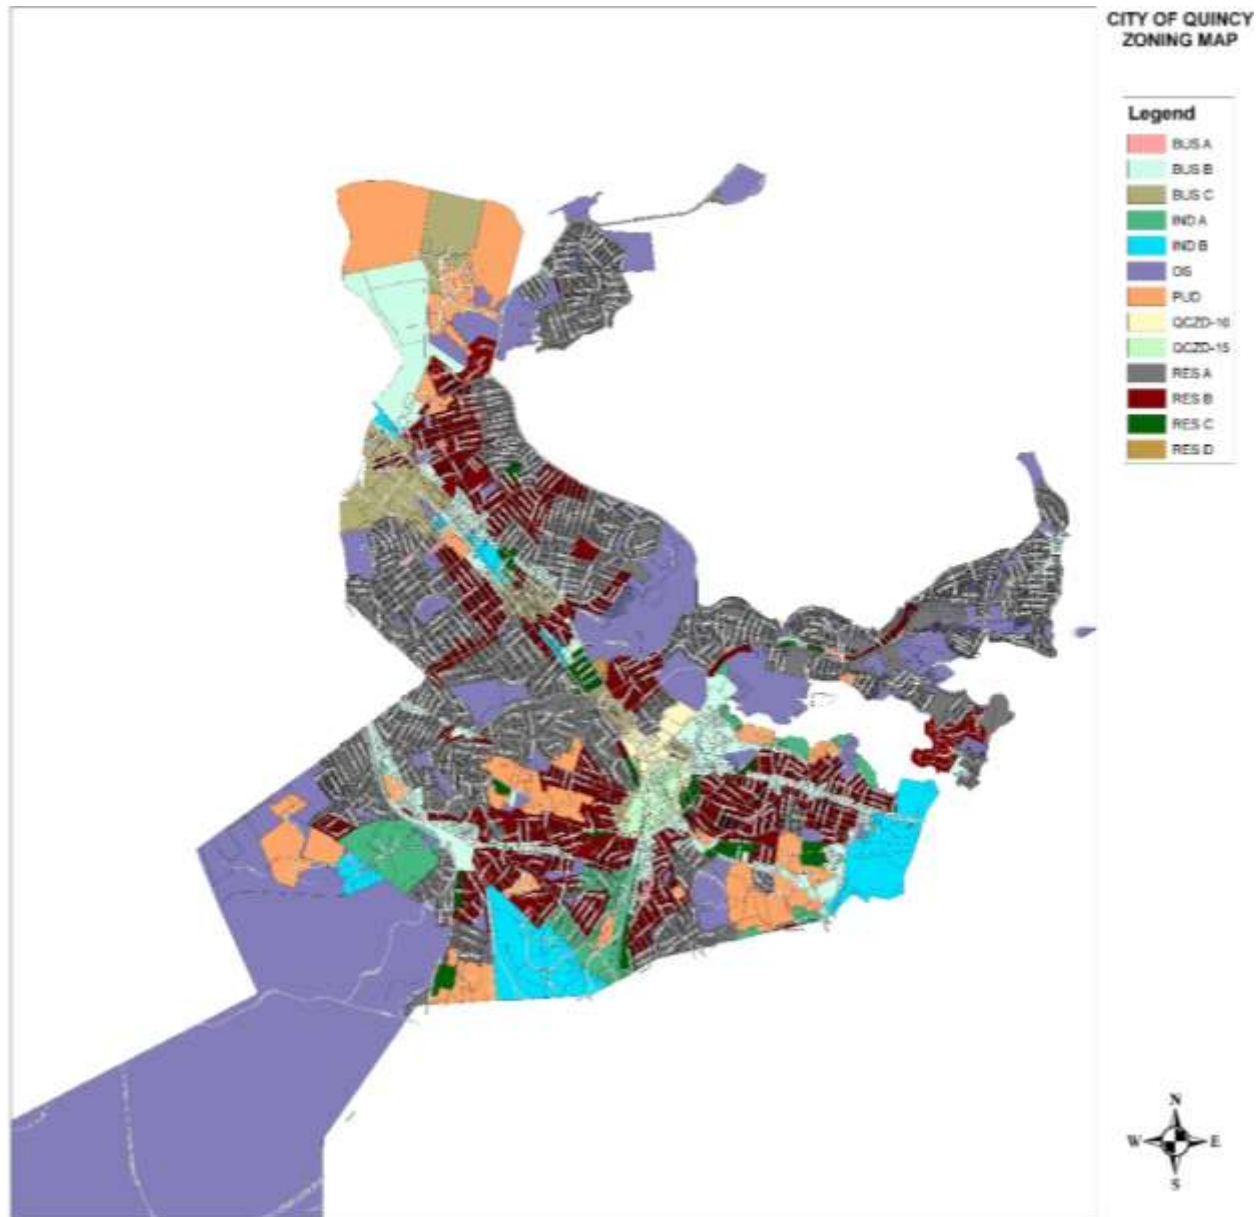 CITY OF QUINCY
ZONING MAP
Legend
BUS A
BUS B
BUS C
IND A
IND B
OS
PUD
QCZD-10
QCZD-15
RES A
RES B
RES C
RES D
N
W
E
S